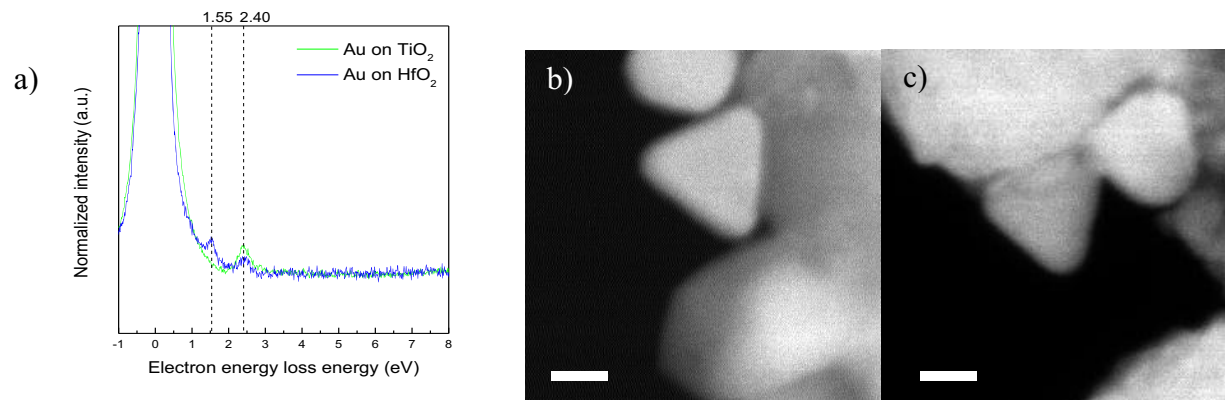 a)
1.55 2.40
Au on TiO₂
Au on HfO₂
Normalized intensity (a.u.)
-1 0 1 2 3 4 5 6 7 8
Electron energy loss energy (eV)
b)
c)